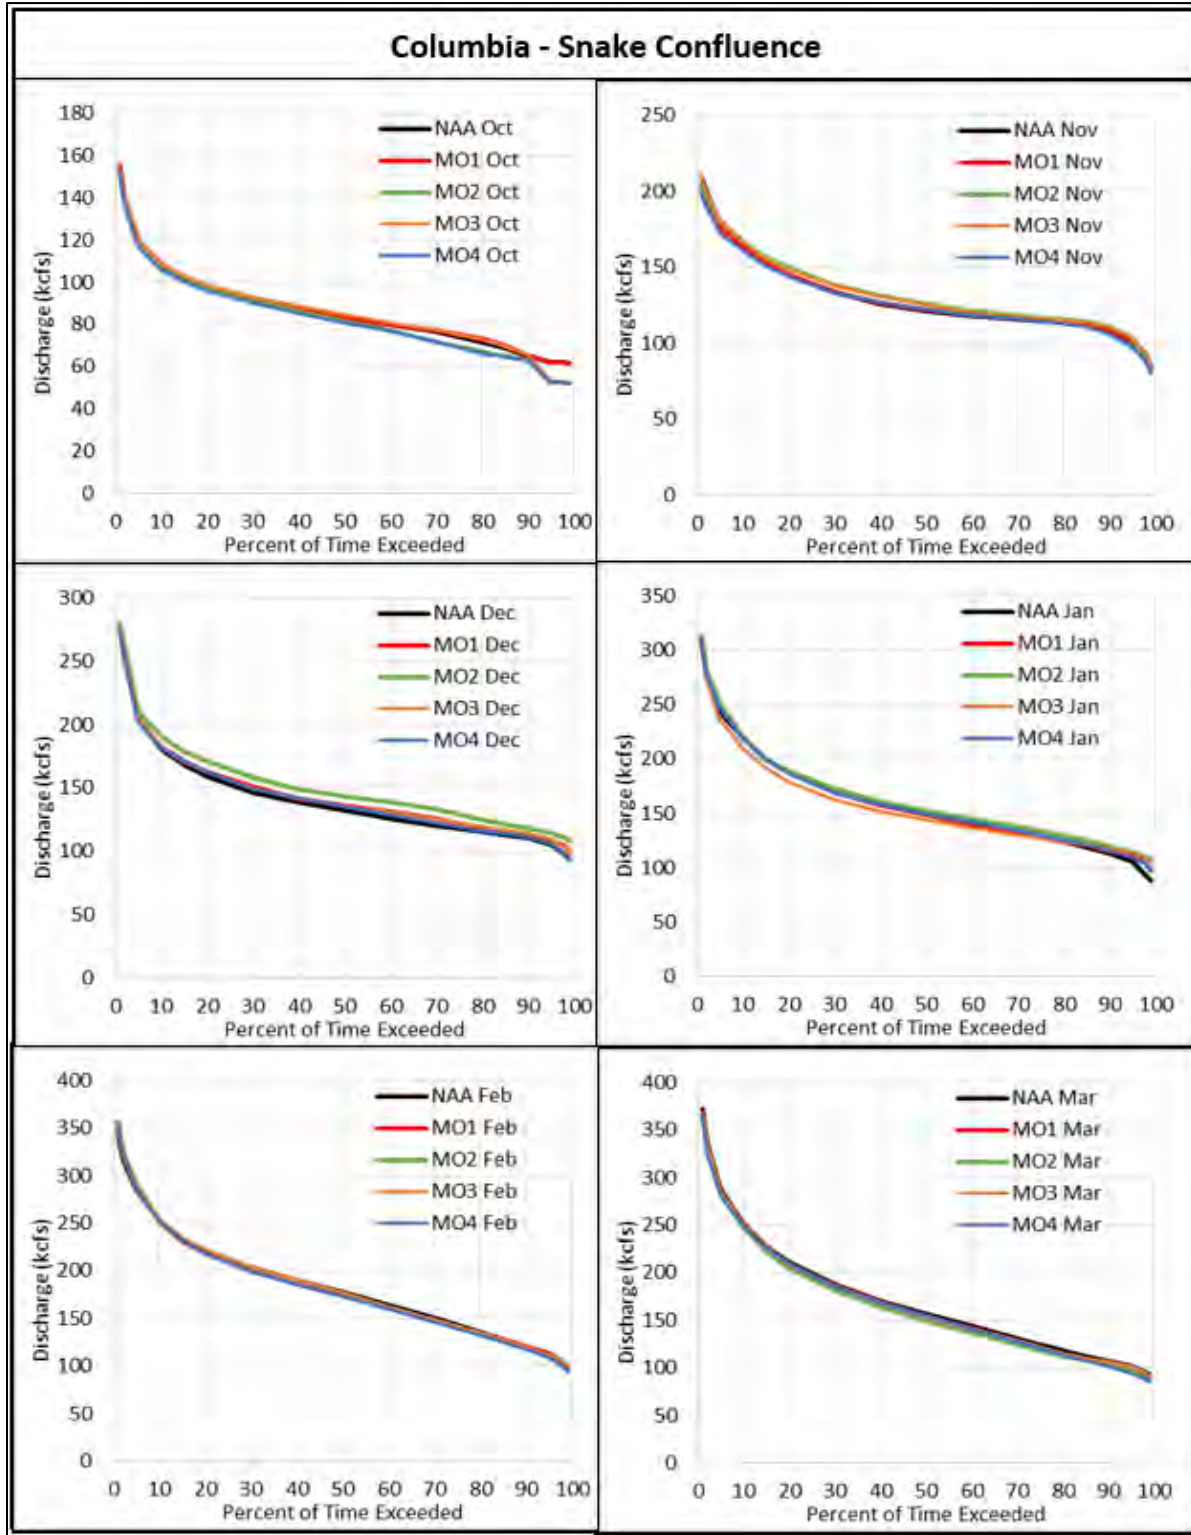 Columbia - Snake Confluence
180
160
140
120
100
80
60
40
20
0
Discharge (kcfs)
NAA Oct
MO1 Oct
MO2 Oct
MO3 Oct
MO4 Oct
0 10 20 30 40 50 60 70 80 90 100
Percent of Time Exceeded
250
200
150
100
50
0
Discharge (kcfs)
NAA Nov
MO1 Nov
MO2 Nov
MO3 Nov
MO4 Nov
0 10 20 30 40 50 60 70 80 90 100
Percent of Time Exceeded
300
250
200
150
100
50
0
Discharge (kcfs)
NAA Dec
MO1 Dec
MO2 Dec
MO3 Dec
MO4 Dec
0 10 20 30 40 50 60 70 80 90 100
Percent of Time Exceeded
350
300
250
200
150
100
50
0
Discharge (kcfs)
NAA Jan
MO1 Jan
MO2 Jan
MO3 Jan
MO4 Jan
0 10 20 30 40 50 60 70 80 90 100
Percent of Time Exceeded
400
350
300
250
200
150
100
50
0
Discharge (kcfs)
NAA Feb
MO1 Feb
MO2 Feb
MO3 Feb
MO4 Feb
0 10 20 30 40 50 60 70 80 90 100
Percent of Time Exceeded
400
350
300
250
200
150
100
50
0
Discharge (kcfs)
NAA Mar
MO1 Mar
MO2 Mar
MO3 Mar
MO4 Mar
0 10 20 30 40 50 60 70 80 90 100
Percent of Time Exceeded